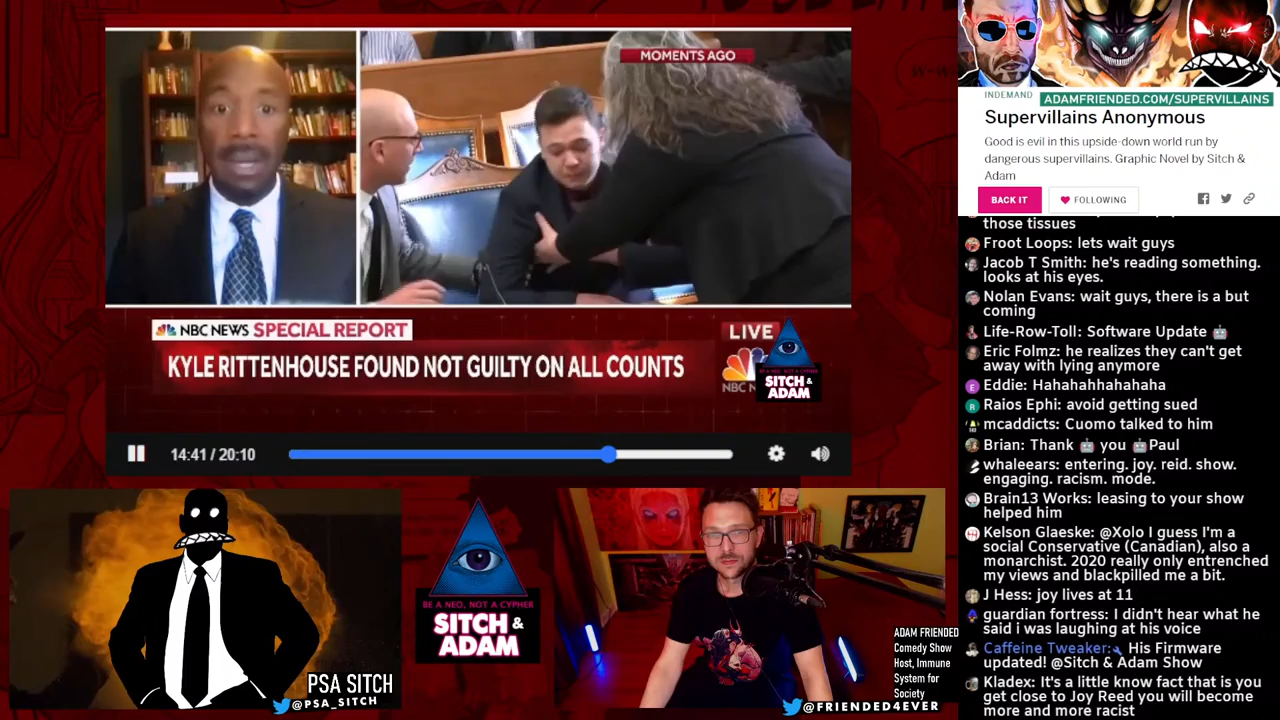 MOMENTS AGO
NBC NEWS SPECIAL REPORT
LIVE
KYLE RITTENHOUSE FOUND NOT GUILTY ON ALL COUNTS
NBC N
BE A NEO, NOT A CYPHER
SITCH &
ADAM
14:41 / 20:10
PSA SITCH
@PSA_SITCH
BE A NEO, NOT A CYPHER
SITCH &
ADAM
ADAM FRIENDED
Comedy Show
Host, Immune
System for
Society
@FRIENDED4EVER
INDEMAND
ADAMFRIENDED.COM/SUPERVILLAINS
Supervillains Anonymous
Good is evil in this upside-down world run by
dangerous supervillains. Graphic Novel by Sitch &
Adam
BACK IT
FOLLOWING
those tissues
Froot Loops: lets wait guys
Jacob T Smith: he's reading something.
looks at his eyes.
Nolan Evans: wait guys, there is a but
coming
Life-Row-Toll: Software Update 🤖
Eric Folmz: he realizes they can't get
away with lying anymore
Eddie: Hahahahhahahaha
Raios Ephi: avoid getting sued
mcaddicts: Cuomo talked to him
Brian: Thank 🤖 you 🤖Paul
whaleears: entering. joy. reid. show.
engaging. racism. mode.
Brain13 Works: leasing to your show
helped him
Kelson Glaeske: @Xolo I guess I'm a
social Conservative (Canadian), also a
monarchist. 2020 really only entrenched
my views and blackpilled me a bit.
J Hess: joy lives at 11
guardian fortress: I didn't hear what he
said i was laughing at his voice
Caffeine Tweaker:🔧 His Firmware
updated! @Sitch & Adam Show
Kladex: It's a little know fact that is you
get close to Joy Reed you will become
more and more racist